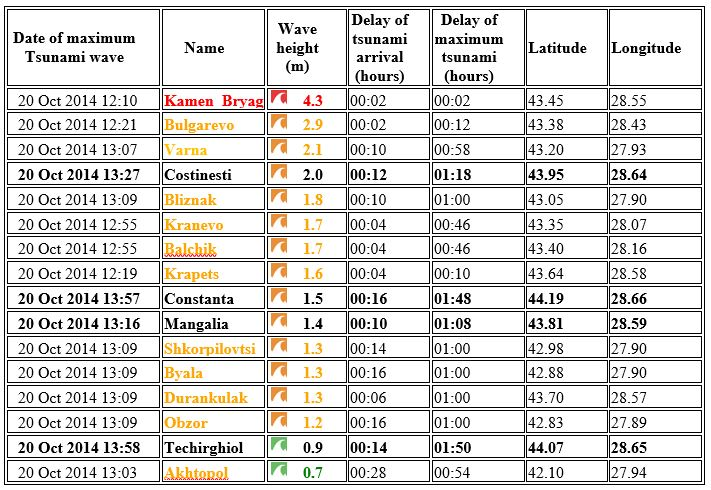 Date of maximum Tsunami wave | Name | Wave height (m) | Delay of tsunami arrival (hours) | Delay of maximum tsunami (hours) | Latitude | Longitude
20 Oct 2014 12:10 | Kamen Bryag | 4.3 | 00:02 | 00:02 | 43.45 | 28.55
20 Oct 2014 12:21 | Bulgarevo | 2.9 | 00:02 | 00:12 | 43.38 | 28.43
20 Oct 2014 13:07 | Varna | 2.1 | 00:10 | 00:58 | 43.20 | 27.93
20 Oct 2014 13:27 | Costinesti | 2.0 | 00:12 | 01:18 | 43.95 | 28.64
20 Oct 2014 13:09 | Bliznak | 1.8 | 00:10 | 01:00 | 43.05 | 27.90
20 Oct 2014 12:55 | Kranevo | 1.7 | 00:04 | 00:46 | 43.35 | 28.07
20 Oct 2014 12:55 | Balchik | 1.7 | 00:04 | 00:46 | 43.40 | 28.16
20 Oct 2014 12:19 | Krapets | 1.6 | 00:04 | 00:10 | 43.64 | 28.58
20 Oct 2014 13:57 | Constanta | 1.5 | 00:16 | 01:48 | 44.19 | 28.66
20 Oct 2014 13:16 | Mangalia | 1.4 | 00:10 | 01:08 | 43.81 | 28.59
20 Oct 2014 13:09 | Shkorpilovtsi | 1.3 | 00:14 | 01:00 | 42.98 | 27.90
20 Oct 2014 13:09 | Byala | 1.3 | 00:16 | 01:00 | 42.88 | 27.90
20 Oct 2014 13:09 | Durankulak | 1.3 | 00:06 | 01:00 | 43.70 | 28.57
20 Oct 2014 13:09 | Obzor | 1.2 | 00:16 | 01:00 | 42.83 | 27.89
20 Oct 2014 13:58 | Techirghiol | 0.9 | 00:14 | 01:50 | 44.07 | 28.65
20 Oct 2014 13:03 | Akhtopol | 0.7 | 00:28 | 00:54 | 42.10 | 27.94